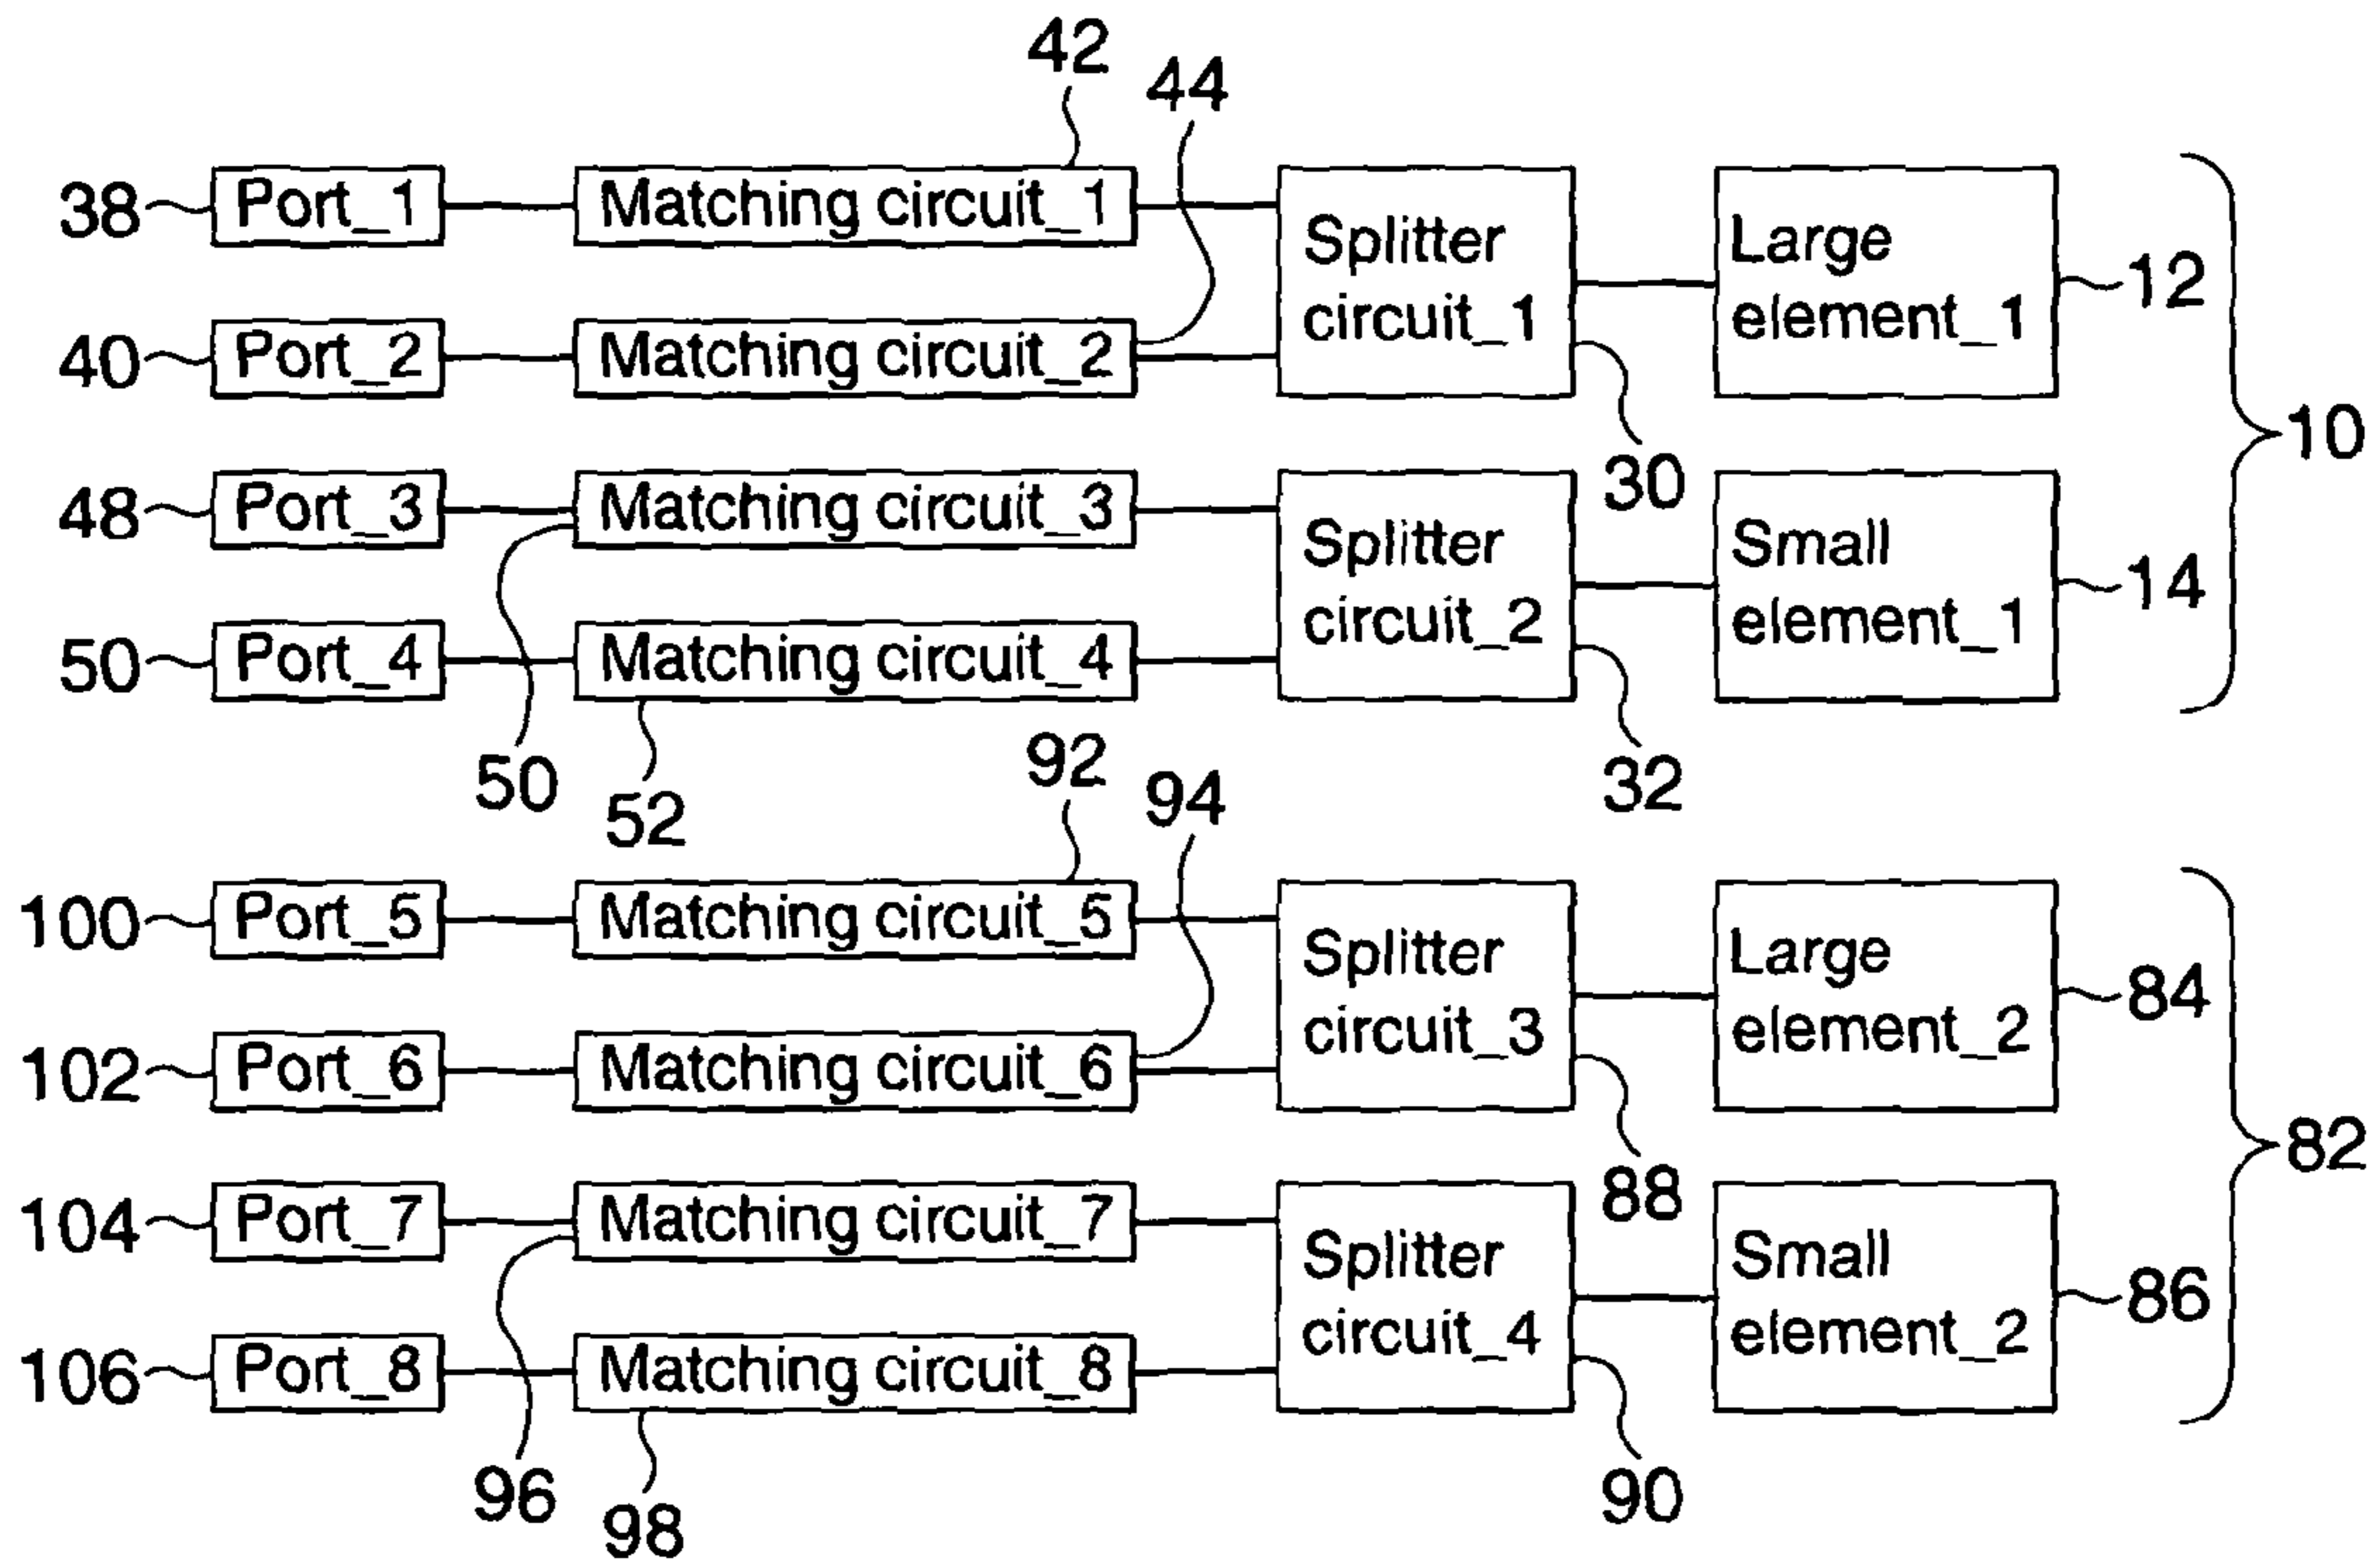 42
44
38 Port_1 Matching circuit_1 Splitter circuit_1 Large element_1 12
40 Port_2 Matching circuit_2
10
48 Port_3 Matching circuit_3 30
Splitter circuit_2 Small element_1 14
50 Port_4 Matching circuit_4
50 52 32
92
94
100 Port_5 Matching circuit_5 Splitter circuit_3 Large element_2 84
102 Port_6 Matching circuit_6
82
104 Port_7 Matching circuit_7 88
Splitter circuit_4 Small element_2 86
106 Port_8 Matching circuit_8
96 98 90